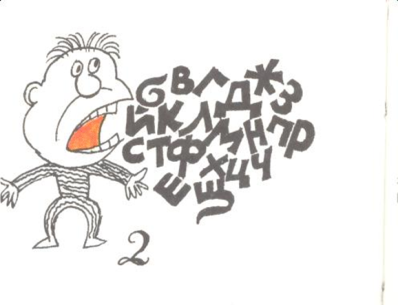 бвгджз
йклмнпр
стфхцч
шщ
2